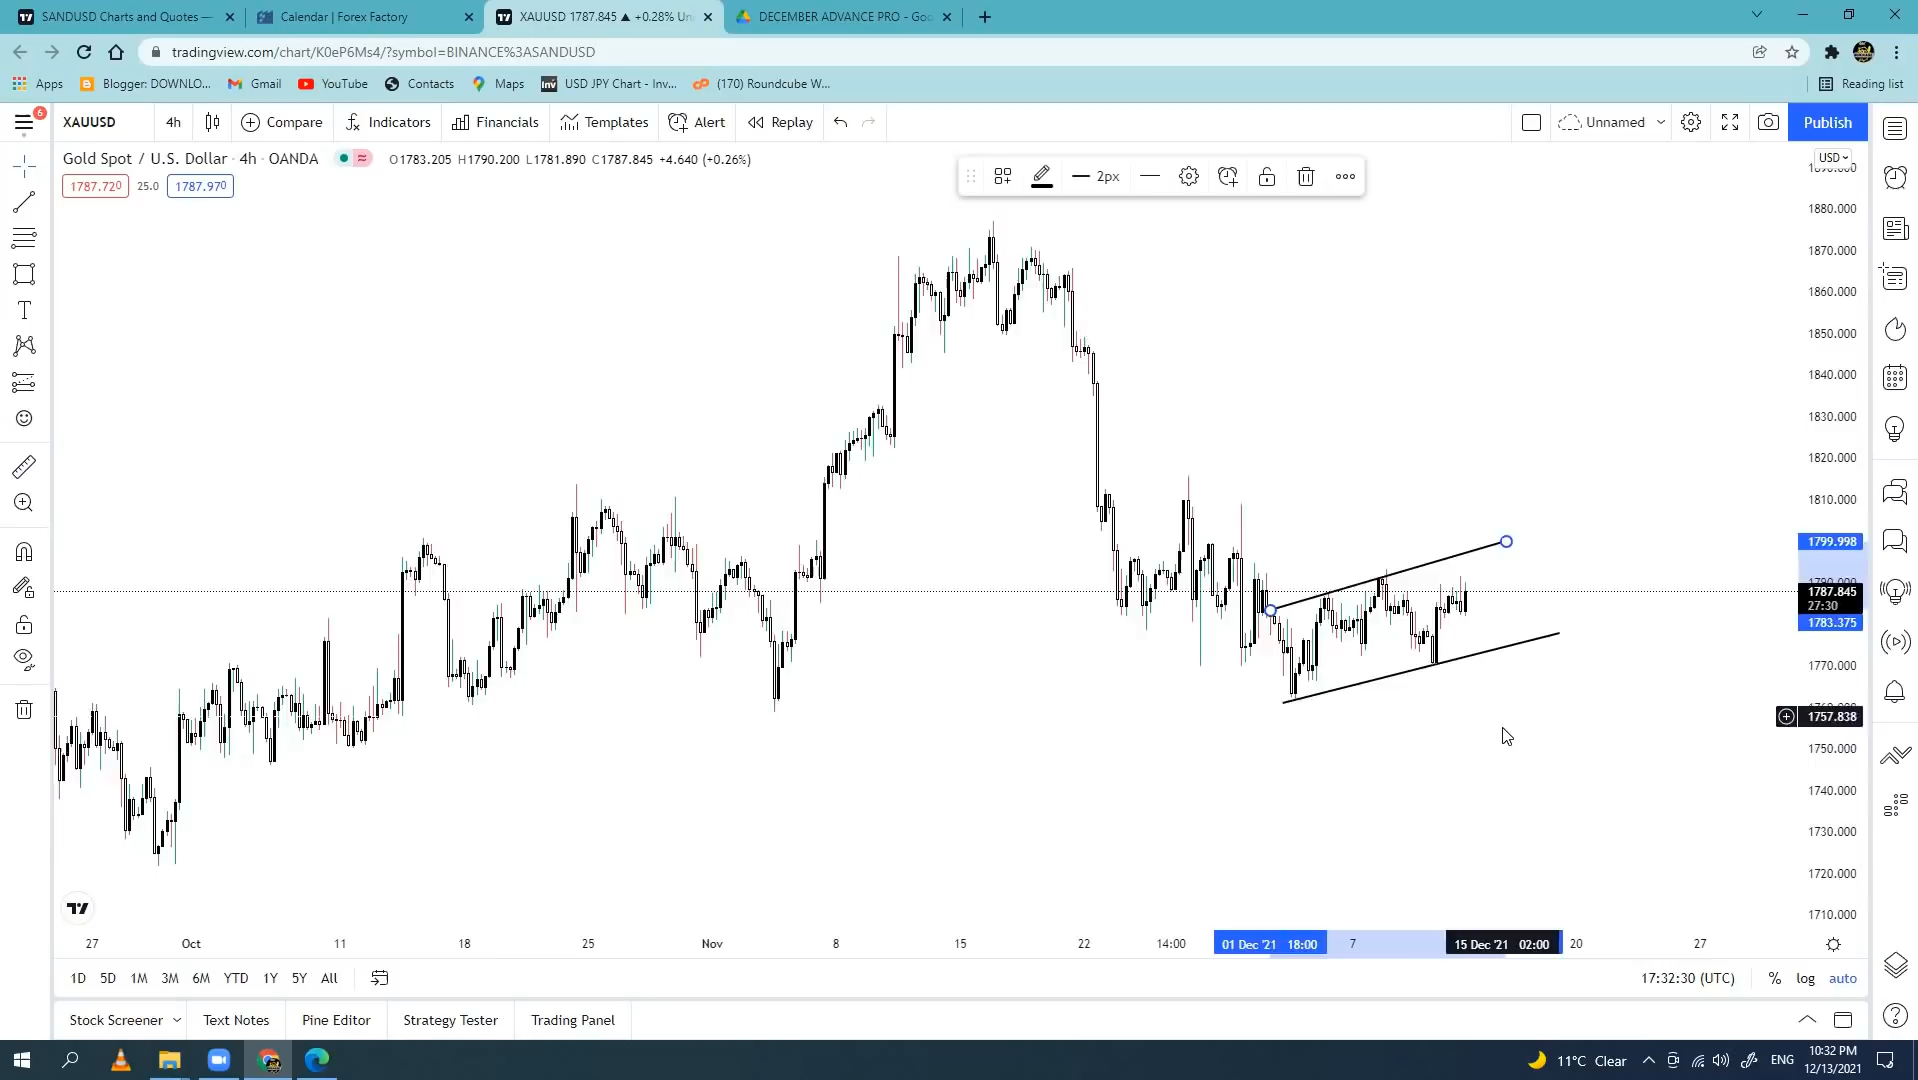 SANDUSD Charts and Quotes —
Calendar | Forex Factory
XAUUSD 1787.845 ▲ +0.28% Un
DECEMBER ADVANCE PRO - Goo
tradingview.com/chart/K0eP6Ms4/?symbol=BINANCE%3ASANDUSD
Apps
Blogger: DOWNLO...
Gmail
YouTube
Contacts
Maps
USD JPY Chart - Inv...
(170) Roundcube W...
Reading list
6
XAUUSD
4h
Compare
Indicators
Financials
Templates
Alert
Replay
Unnamed
Publish
Gold Spot / U.S. Dollar · 4h · OANDA
O1783.205 H1790.200 L1781.890 C1787.845 +4.640 (+0.26%)
1787.720
25.0
1787.970
2px
USD
1890.000
1880.000
1870.000
1860.000
1850.000
1840.000
1830.000
1820.000
1810.000
1799.998
1790.000
1787.845
27:30
1783.375
1770.000
1757.838
1750.000
1740.000
1730.000
1720.000
1710.000
27
Oct
11
18
25
Nov
8
15
22
14:00
01 Dec '21 18:00
7
15 Dec '21 02:00
20
27
1D
5D
1M
3M
6M
YTD
1Y
5Y
All
17:32:30 (UTC)
%
log
auto
Stock Screener
Text Notes
Pine Editor
Strategy Tester
Trading Panel
11°C Clear
ENG
10:32 PM
12/13/2021